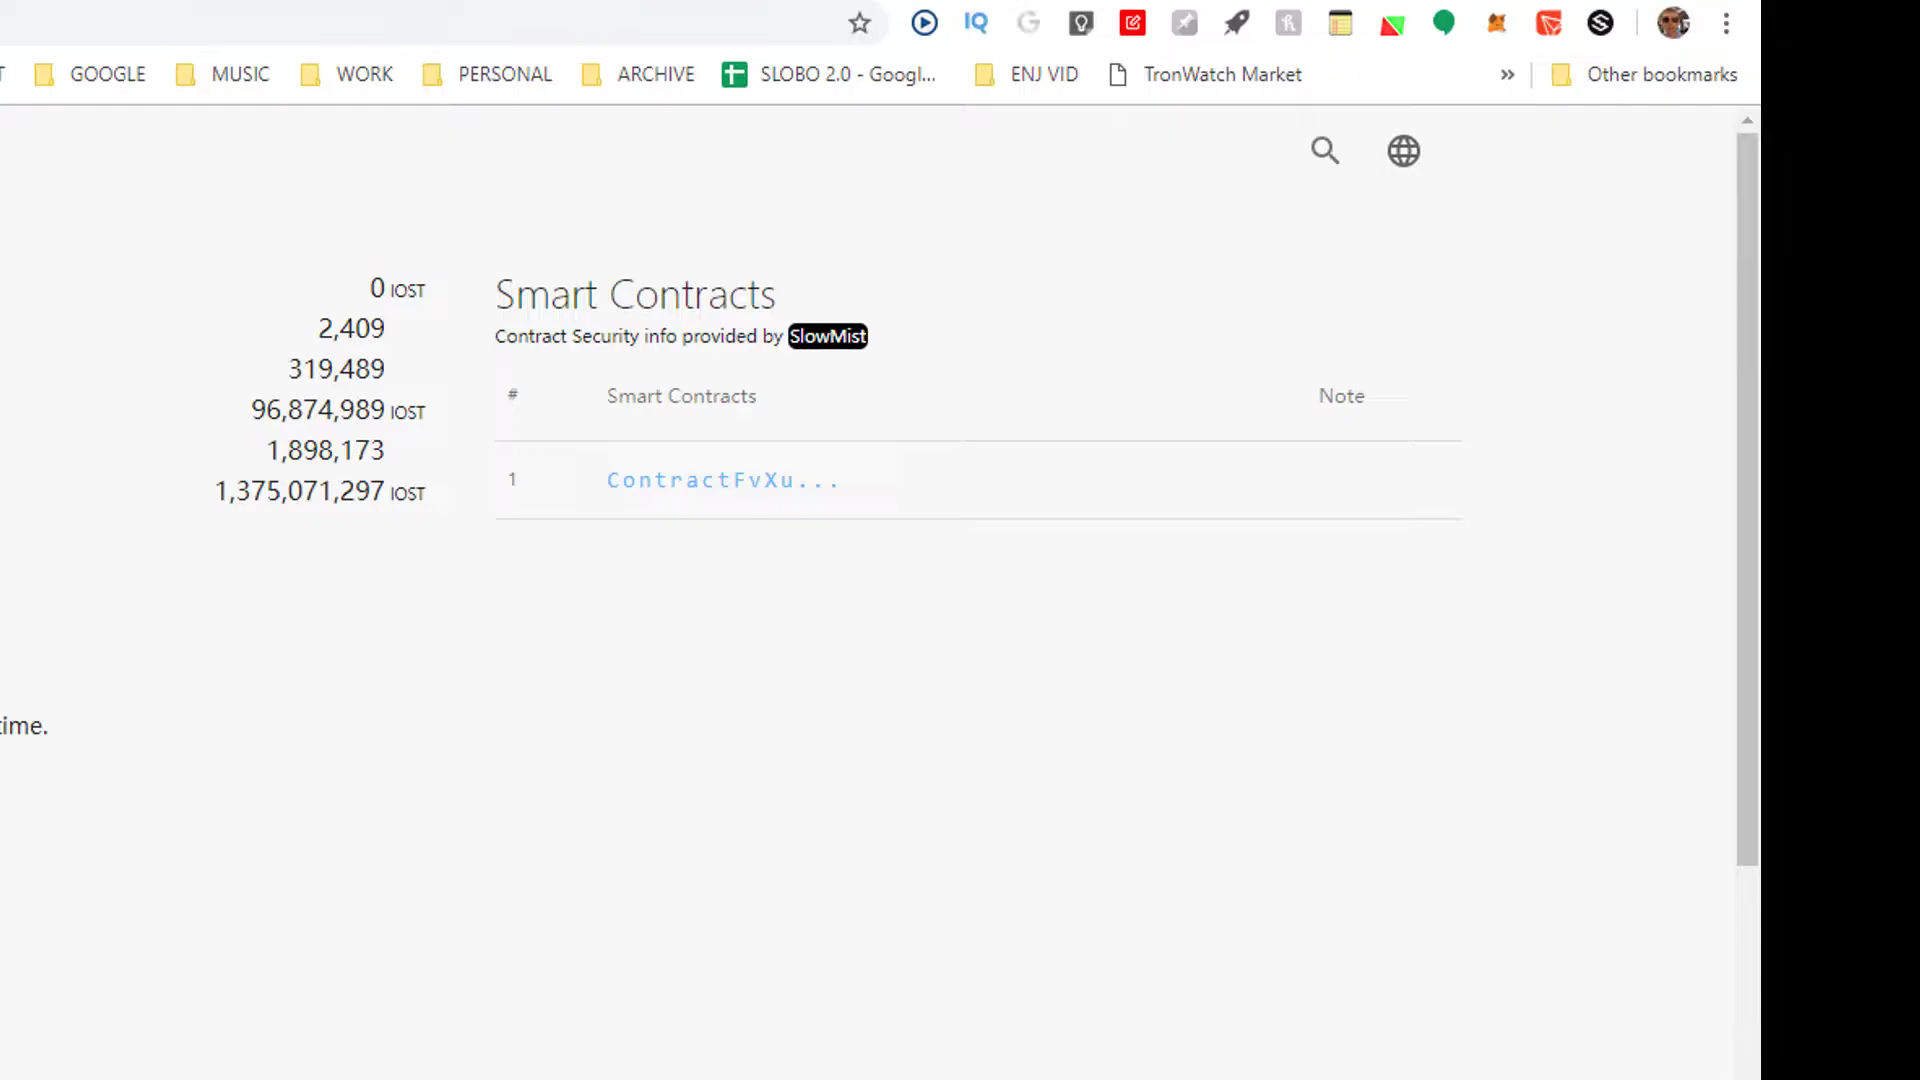 IQ
GOOGLE MUSIC WORK PERSONAL ARCHIVE SLOBO 2.0 - Googl... ENJ VID TronWatch Market » Other bookmarks
0 IOST
2,409
319,489
96,874,989 IOST
1,898,173
1,375,071,297 IOST
Smart Contracts
Contract Security info provided by SlowMist
# Smart Contracts Note
1 ContractFvXu...
time.